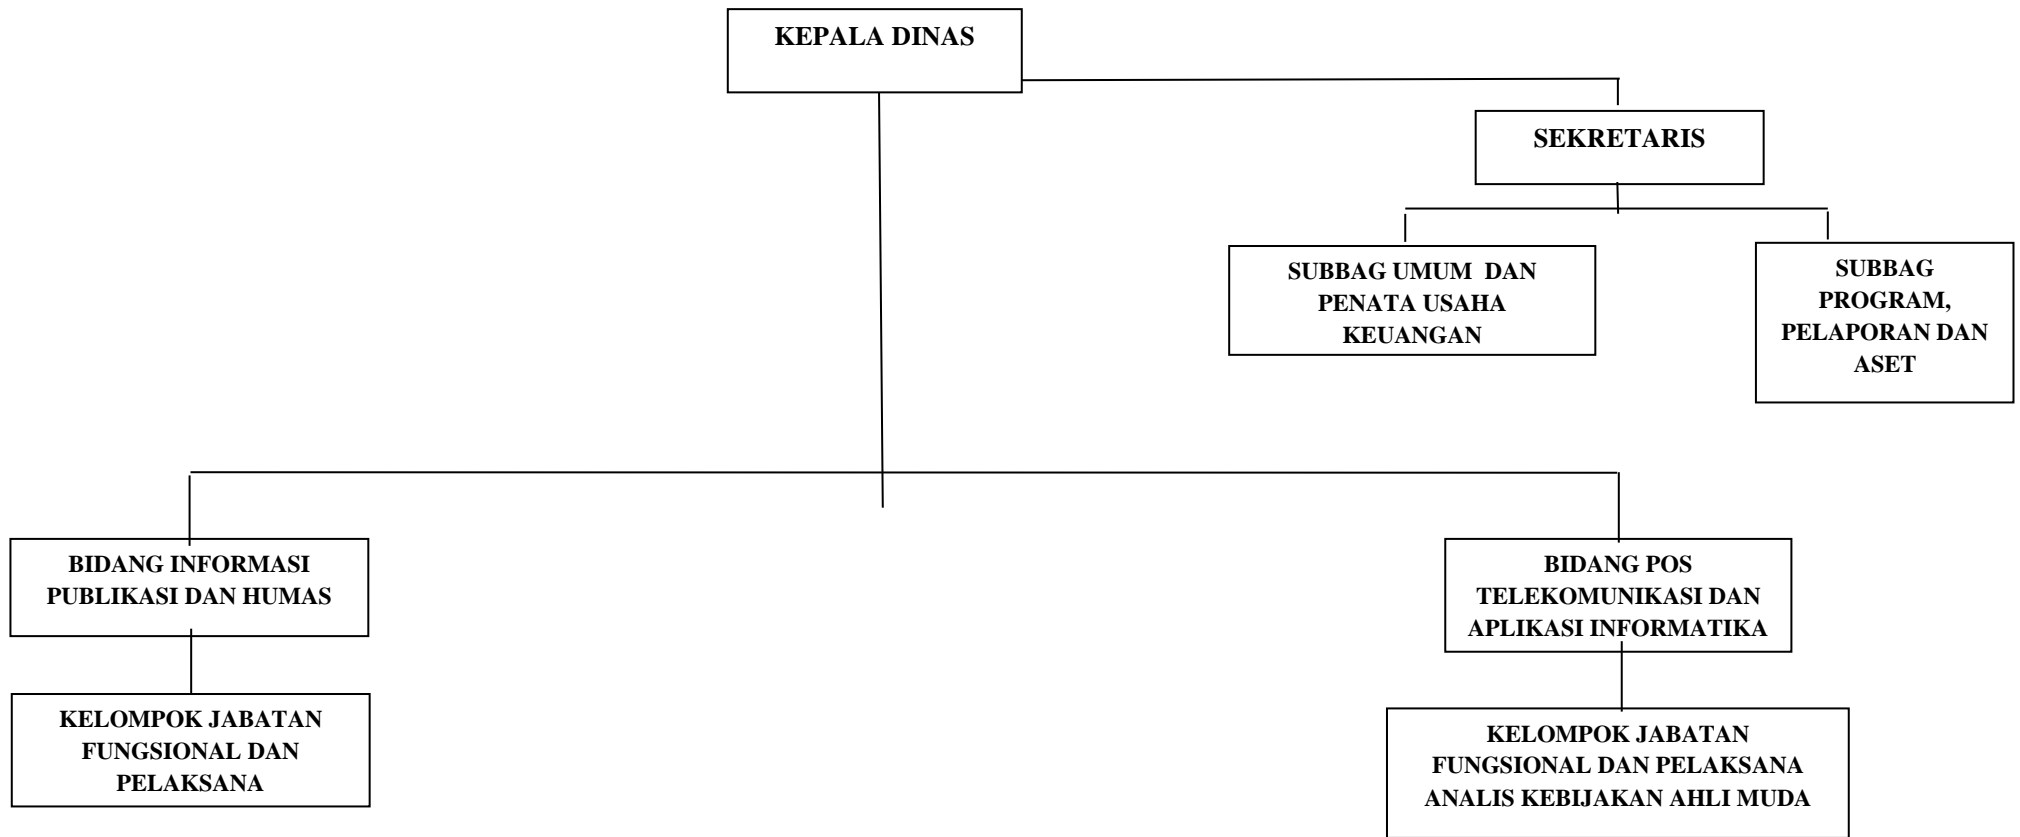 KEPALA DINAS
SEKRETARIS
SUBBAG UMUM DAN
PENATA USAHA
KEUANGAN
SUBBAG
PROGRAM,
PELAPORAN DAN
ASET
BIDANG INFORMASI
PUBLIKASI DAN HUMAS
BIDANG POS
TELEKOMUNIKASI DAN
APLIKASI INFORMATIKA
KELOMPOK JABATAN
FUNGSIONAL DAN
PELAKSANA
KELOMPOK JABATAN
FUNGSIONAL DAN PELAKSANA
ANALIS KEBIJAKAN AHLI MUDA